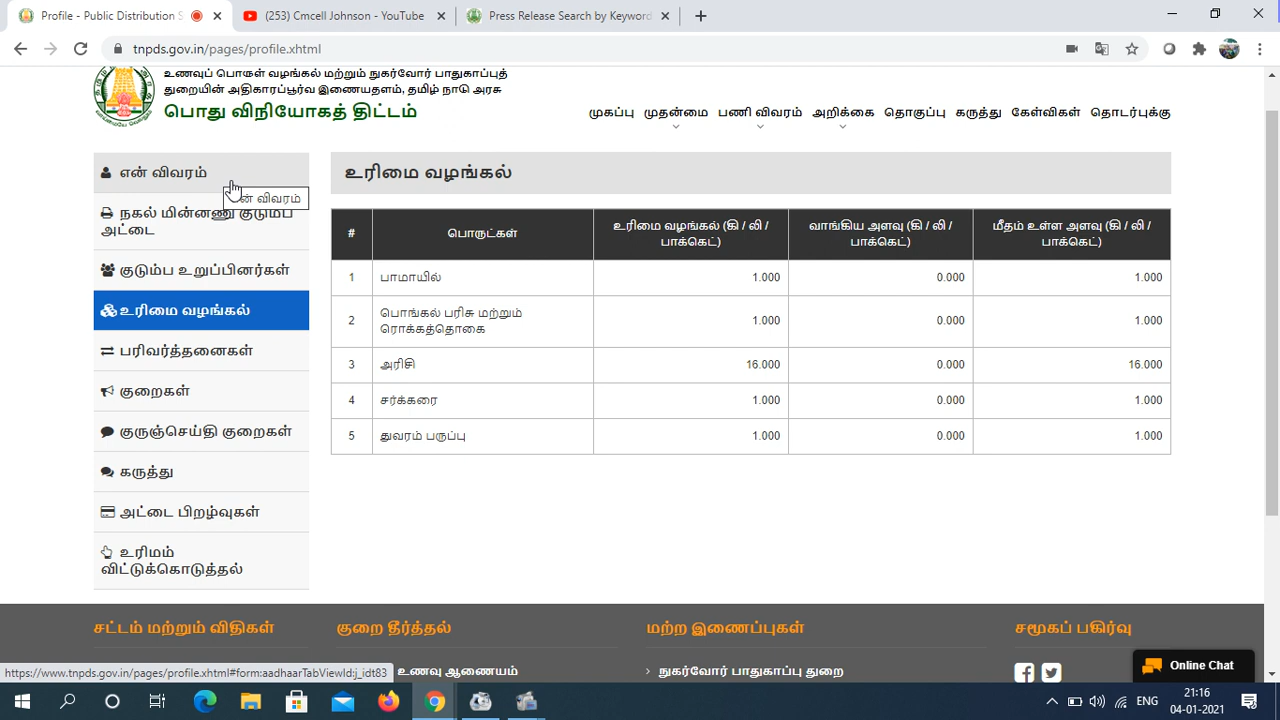 Profile - Public Distribution S
(253) Cmcell Johnson - YouTube
Press Release Search by Keyword
tnpds.gov.in/pages/profile.xhtml
உணவுப் பொருள் வழங்கல் மற்றும் நுகர்வோர் பாதுகாப்புத்
துறையின் அதிகாரப்பூர்வ இணையதளம், தமிழ் நாடு அரசு
பொது விநியோகத் திட்டம்
முகப்பு முதன்மை பணி விவரம் அறிக்கை தொகுப்பு கருத்து கேள்விகள் தொடர்புக்கு
என் விவரம்
விவரம்
நகல் மின்னணு குடும்ப
அட்டை
குடும்ப உறுப்பினர்கள்
உரிமை வழங்கல்
பரிவர்த்தனைகள்
குறைகள்
குருஞ்செய்தி குறைகள்
கருத்து
அட்டை பிறழ்வுகள்
உரிமம்
விட்டுக்கொடுத்தல்
உரிமை வழங்கல்
# பொருட்கள் உரிமை வழங்கல் (கி / லி / வாங்கிய அளவு (கி / லி / மீதம் உள்ள அளவு (கி / லி /
பாக்கெட்) பாக்கெட்) பாக்கெட்)
1 பாமாயில் 1.000 0.000 1.000
2 பொங்கல் பரிசு மற்றும் 1.000 0.000 1.000
ரொக்கத்தொகை
3 அரிசி 16.000 0.000 16.000
4 சர்க்கரை 1.000 0.000 1.000
5 துவரம் பருப்பு 1.000 0.000 1.000
சட்டம் மற்றும் விதிகள் குறை தீர்த்தல் மற்ற இணைப்புகள் சமூகப் பகிர்வு
உணவு ஆணையம் நுகர்வோர் பாதுகாப்பு துறை
Online Chat
https://www.tnpds.gov.in/pages/profile.xhtml#form:aadhaarTabViewId:j_idt83
ENG
21:16
04-01-2021